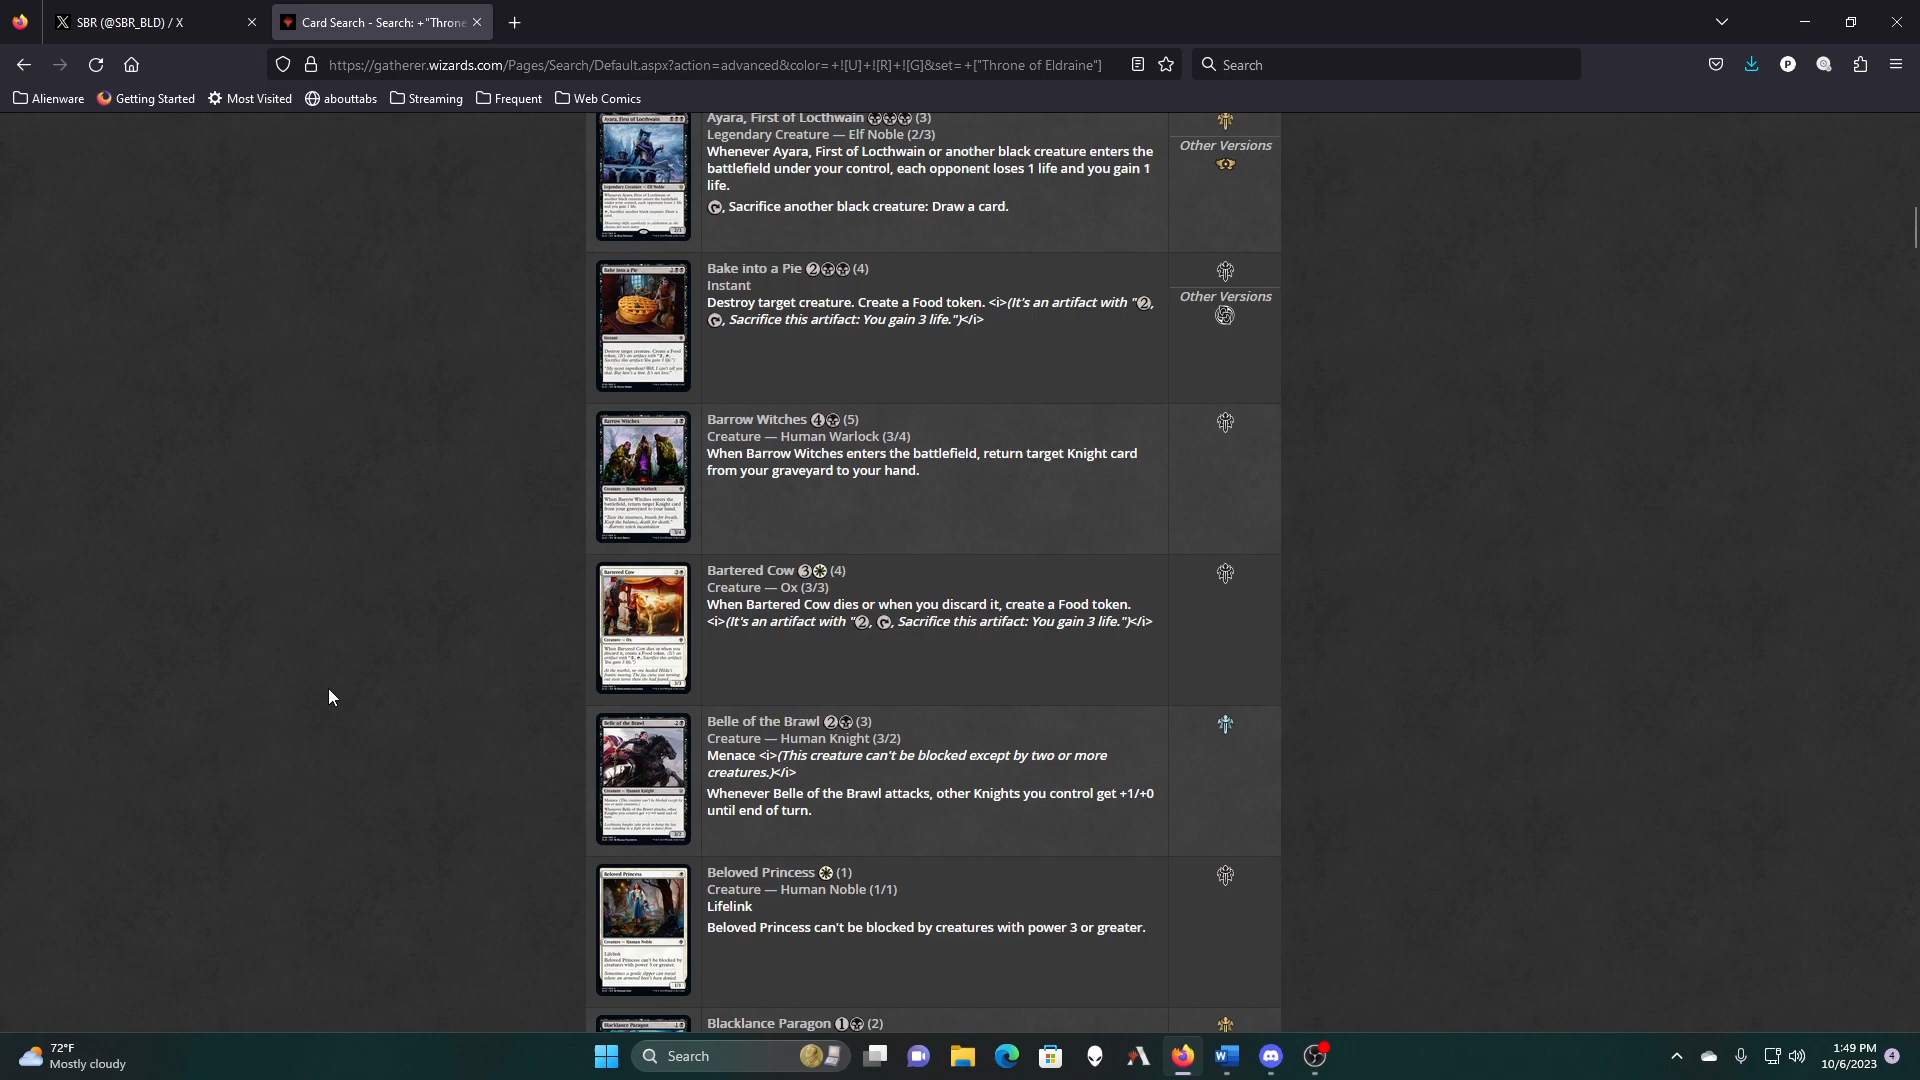 SBR (@SBR_BLD) / X
Card Search - Search: +"Throne
https://gatherer.wizards.com/Pages/Search/Default.aspx?action=advanced&color=+![U]+![R]+![G]&set=+["Throne of Eldraine"]
Search
Alienware
Getting Started
Most Visited
abouttabs
Streaming
Frequent
Web Comics
Ayara, First of Locthwain (3)
Legendary Creature — Elf Noble (2/3)
Whenever Ayara, First of Locthwain or another black creature enters the
battlefield under your control, each opponent loses 1 life and you gain 1
life.
, Sacrifice another black creature: Draw a card.
Other Versions
Bake into a Pie 2 (4)
Instant
Destroy target creature. Create a Food token. <i>(It's an artifact with "2,
, Sacrifice this artifact: You gain 3 life.")</i>
Other Versions
Barrow Witches 4 (5)
Creature — Human Warlock (3/4)
When Barrow Witches enters the battlefield, return target Knight card
from your graveyard to your hand.
Bartered Cow 3 (4)
Creature — Ox (3/3)
When Bartered Cow dies or when you discard it, create a Food token.
<i>(It's an artifact with "2, , Sacrifice this artifact: You gain 3 life.")</i>
Belle of the Brawl 2 (3)
Creature — Human Knight (3/2)
Menace <i>(This creature can't be blocked except by two or more
creatures.)</i>
Whenever Belle of the Brawl attacks, other Knights you control get +1/+0
until end of turn.
Beloved Princess (1)
Creature — Human Noble (1/1)
Lifelink
Beloved Princess can't be blocked by creatures with power 3 or greater.
Blacklance Paragon 1 (2)
72°F
Mostly cloudy
Search
1:49 PM
10/6/2023
4